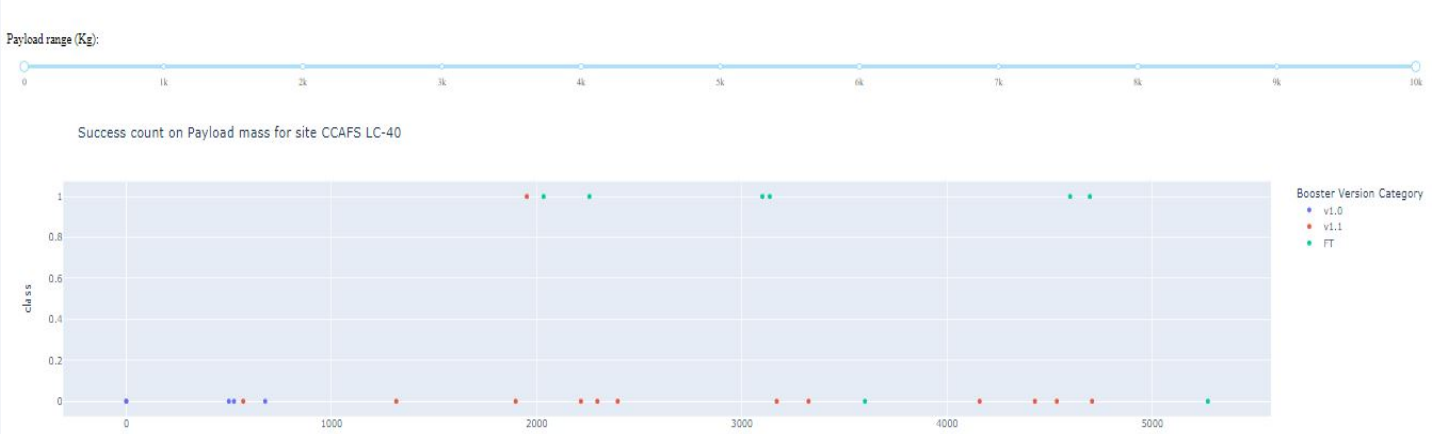 Payload range (Kg):
0 1k 2k 3k 4k 5k 6k 7k 8k 9k 10k
Success count on Payload mass for site CCAFS LC-40
Booster Version Category
v1.0
v1.1
FT
class
1
0.8
0.6
0.4
0.2
0
0 1000 2000 3000 4000 5000